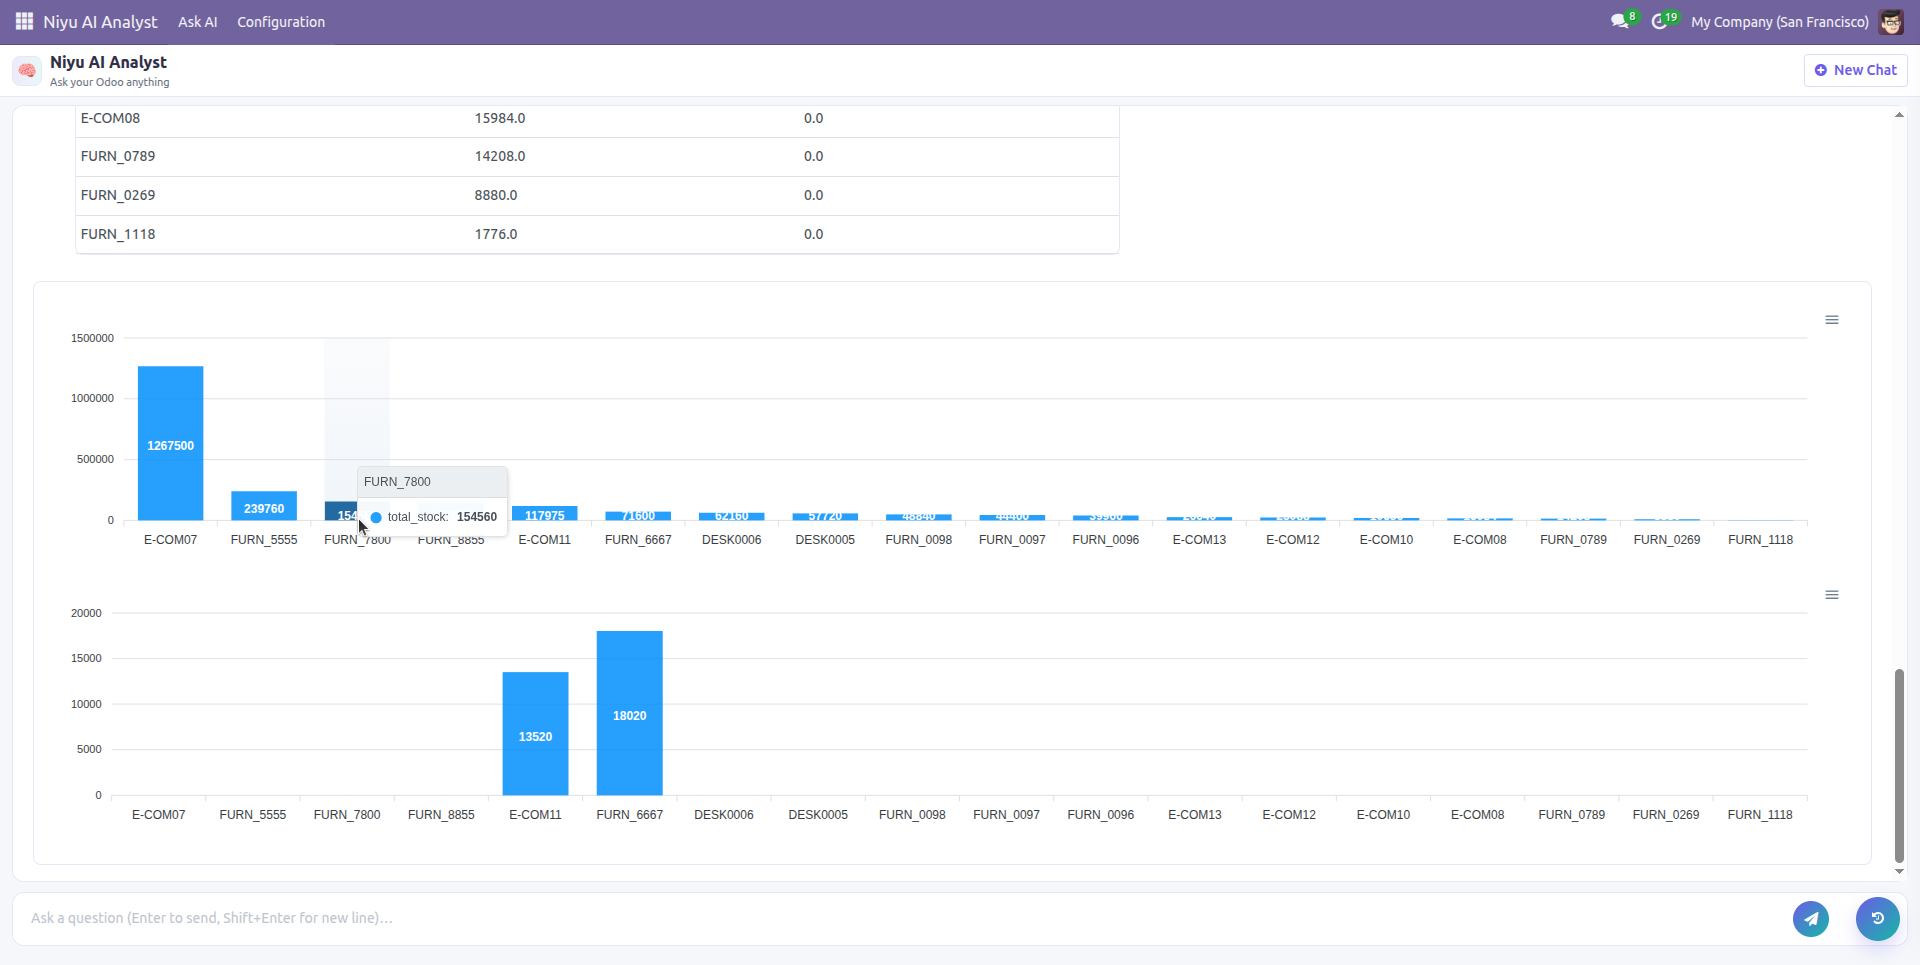 Niyu AI Analyst Ask AI Configuration 8 19 My Company (San Francisco)
Niyu AI Analyst
Ask your Odoo anything
New Chat
E-COM08 15984.0 0.0
FURN_0789 14208.0 0.0
FURN_0269 8880.0 0.0
FURN_1118 1776.0 0.0
1500000
1000000
500000
0
1267500
239760
154
FURN_7800
total_stock: 154560
117975
71600
62160
57720
48840
44400
39960
E-COM07 FURN_5555 FURN_7800 FURN_8855 E-COM11 FURN_6667 DESK0006 DESK0005 FURN_0098 FURN_0097 FURN_0096 E-COM13 E-COM12 E-COM10 E-COM08 FURN_0789 FURN_0269 FURN_1118
20000
15000
10000
5000
0
13520
18020
E-COM07 FURN_5555 FURN_7800 FURN_8855 E-COM11 FURN_6667 DESK0006 DESK0005 FURN_0098 FURN_0097 FURN_0096 E-COM13 E-COM12 E-COM10 E-COM08 FURN_0789 FURN_0269 FURN_1118
Ask a question (Enter to send, Shift+Enter for new line)...